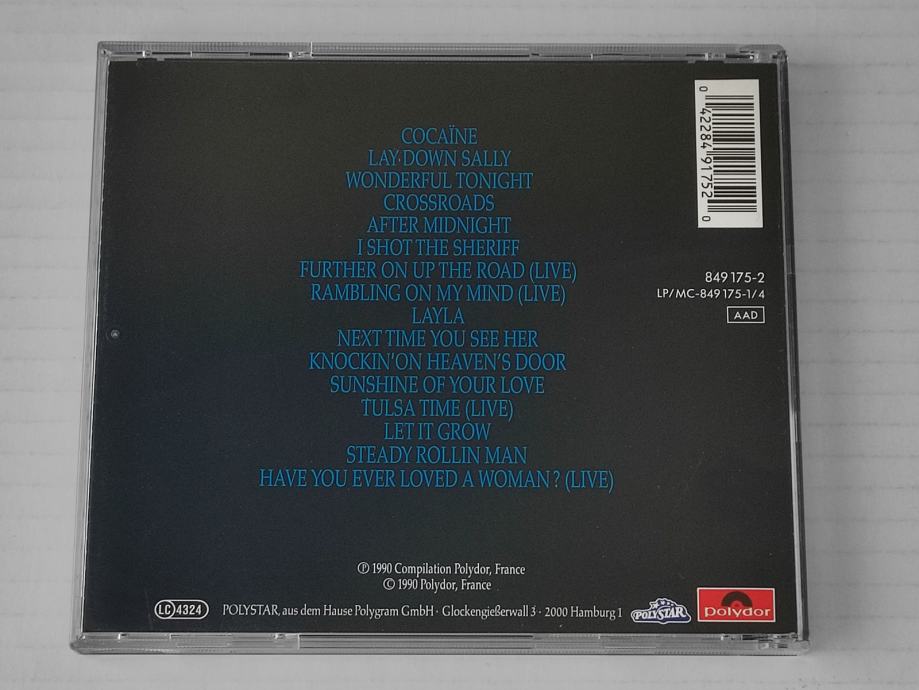 COCAÏNE
LAY DOWN SALLY
WONDERFUL TONIGHT
CROSSROADS
AFTER MIDNIGHT
I SHOT THE SHERIFF
FURTHER ON UP THE ROAD (LIVE)
RAMBLING ON MY MIND (LIVE)
LAYLA
NEXT TIME YOU SEE HER
KNOCKIN'ON HEAVEN'S DOOR
SUNSHINE OF YOUR LOVE
TULSA TIME (LIVE)
LET IT GROW
STEADY ROLLIN MAN
HAVE YOU EVER LOVED A WOMAN? (LIVE)
0 42284 91752 0
849 175-2
LP/MC-849 175-1/4
AAD
℗ 1990 Compilation Polydor, France
© 1990 Polydor, France
LC 4324 POLYSTAR, aus dem Hause Polygram GmbH · Glockengießerwall 3 · 2000 Hamburg 1 POLYSTAR polydor